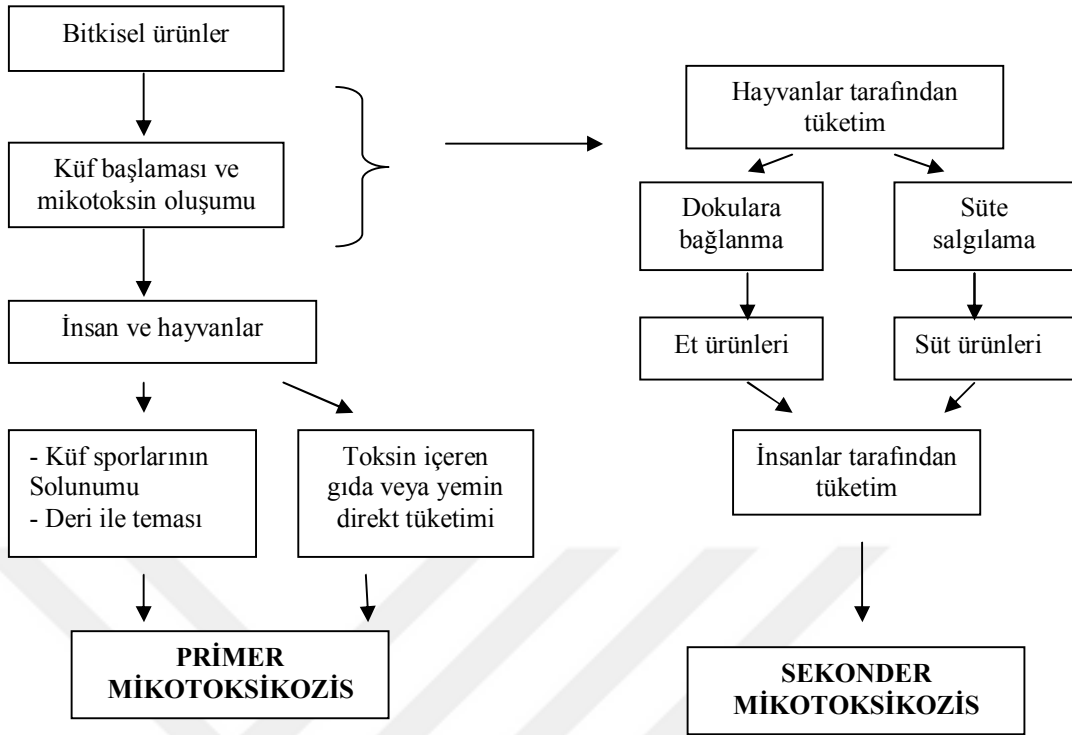 Bitkisel ürünler
Küf başlaması ve
mikotoksin oluşumu
İnsan ve hayvanlar
- Küf sporlarının
Solunumu
- Deri ile teması
Toksin içeren
gıda veya yemin
direkt tüketimi
PRİMER
MİKOTOKSİKOZİS
Hayvanlar tarafından
tüketim
Dokulara
bağlanma
Süte
salgılama
Et ürünleri
Süt ürünleri
İnsanlar tarafından
tüketim
SEKONDER
MİKOTOKSİKOZİS